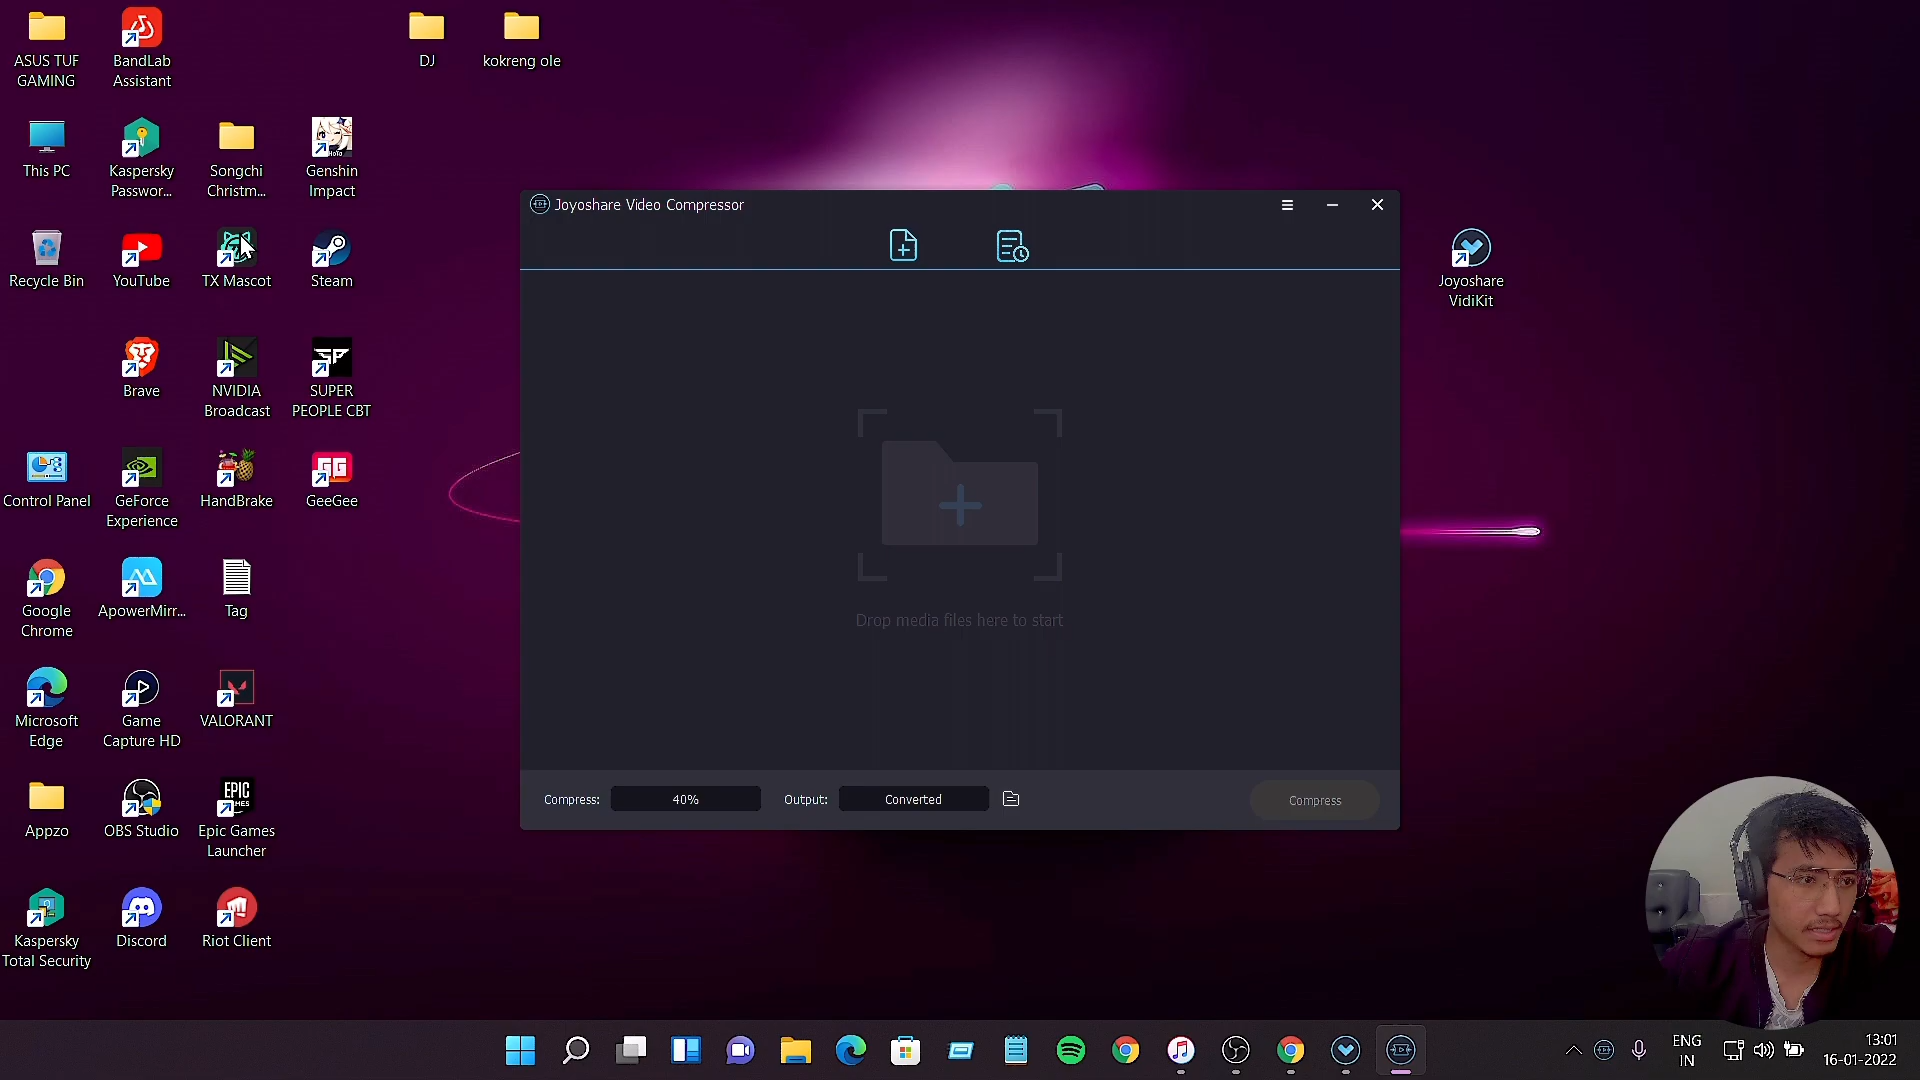 ASUS TUF
GAMING
BandLab
Assistant
DJ
kokreng ole
This PC
Kaspersky
Passwor...
Songchi
Christm...
Genshin
Impact
Recycle Bin
YouTube
TX Mascot
Steam
Brave
NVIDIA
Broadcast
SUPER
PEOPLE CBT
Control Panel
GeForce
Experience
HandBrake
GeeGee
Google
Chrome
ApowerMirr...
Tag
Microsoft
Edge
Game
Capture HD
VALORANT
Appzo
OBS Studio
EPIC
GAMES
Epic Games
Launcher
Kaspersky
Total Security
Discord
Riot Client
Joyoshare Video Compressor
Drop media files here to start
Compress:
40%
Output:
Converted
Compress
Joyoshare
VidiKit
ENG
IN
13:01
16-01-2022